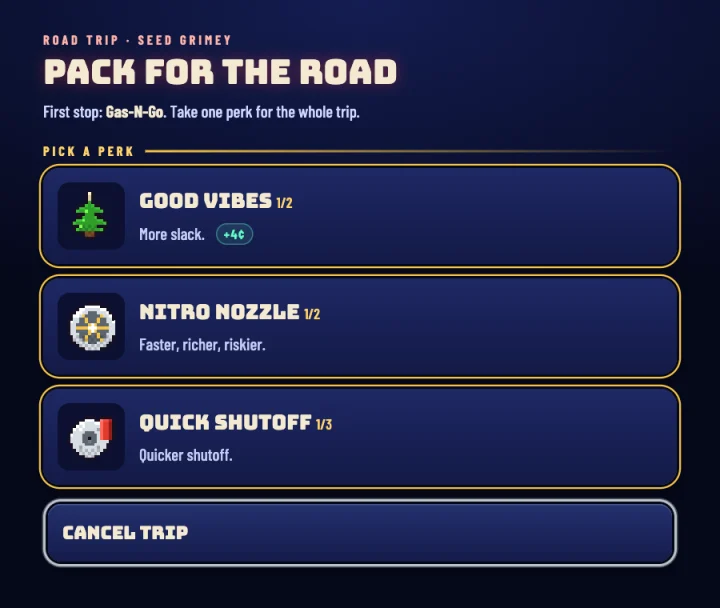 ROAD TRIP · SEED GRIMEY
PACK FOR THE ROAD
First stop: Gas-N-Go. Take one perk for the whole trip.
PICK A PERK
GOOD VIBES 1/2
More slack. +4¢
NITRO NOZZLE 1/2
Faster, richer, riskier.
QUICK SHUTOFF 1/3
Quicker shutoff.
CANCEL TRIP